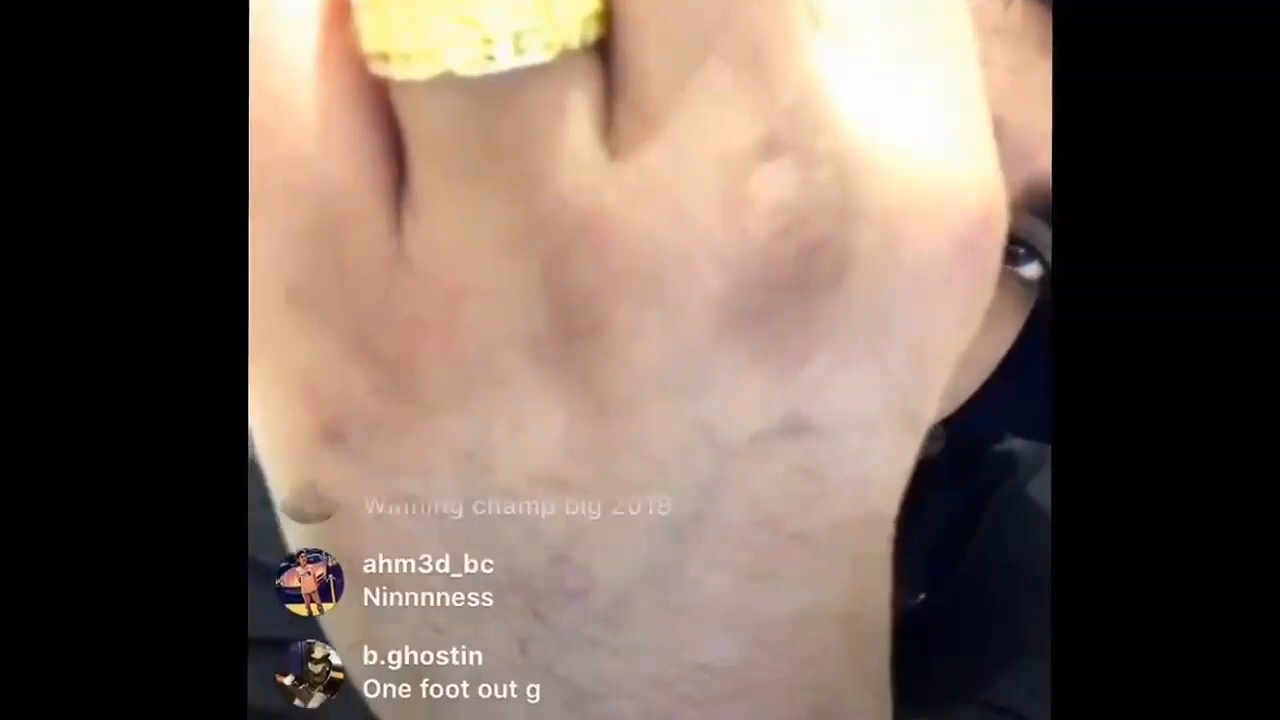 Winning champ big 2018
ahm3d_bc
Ninnnness
b.ghostin
One foot out g